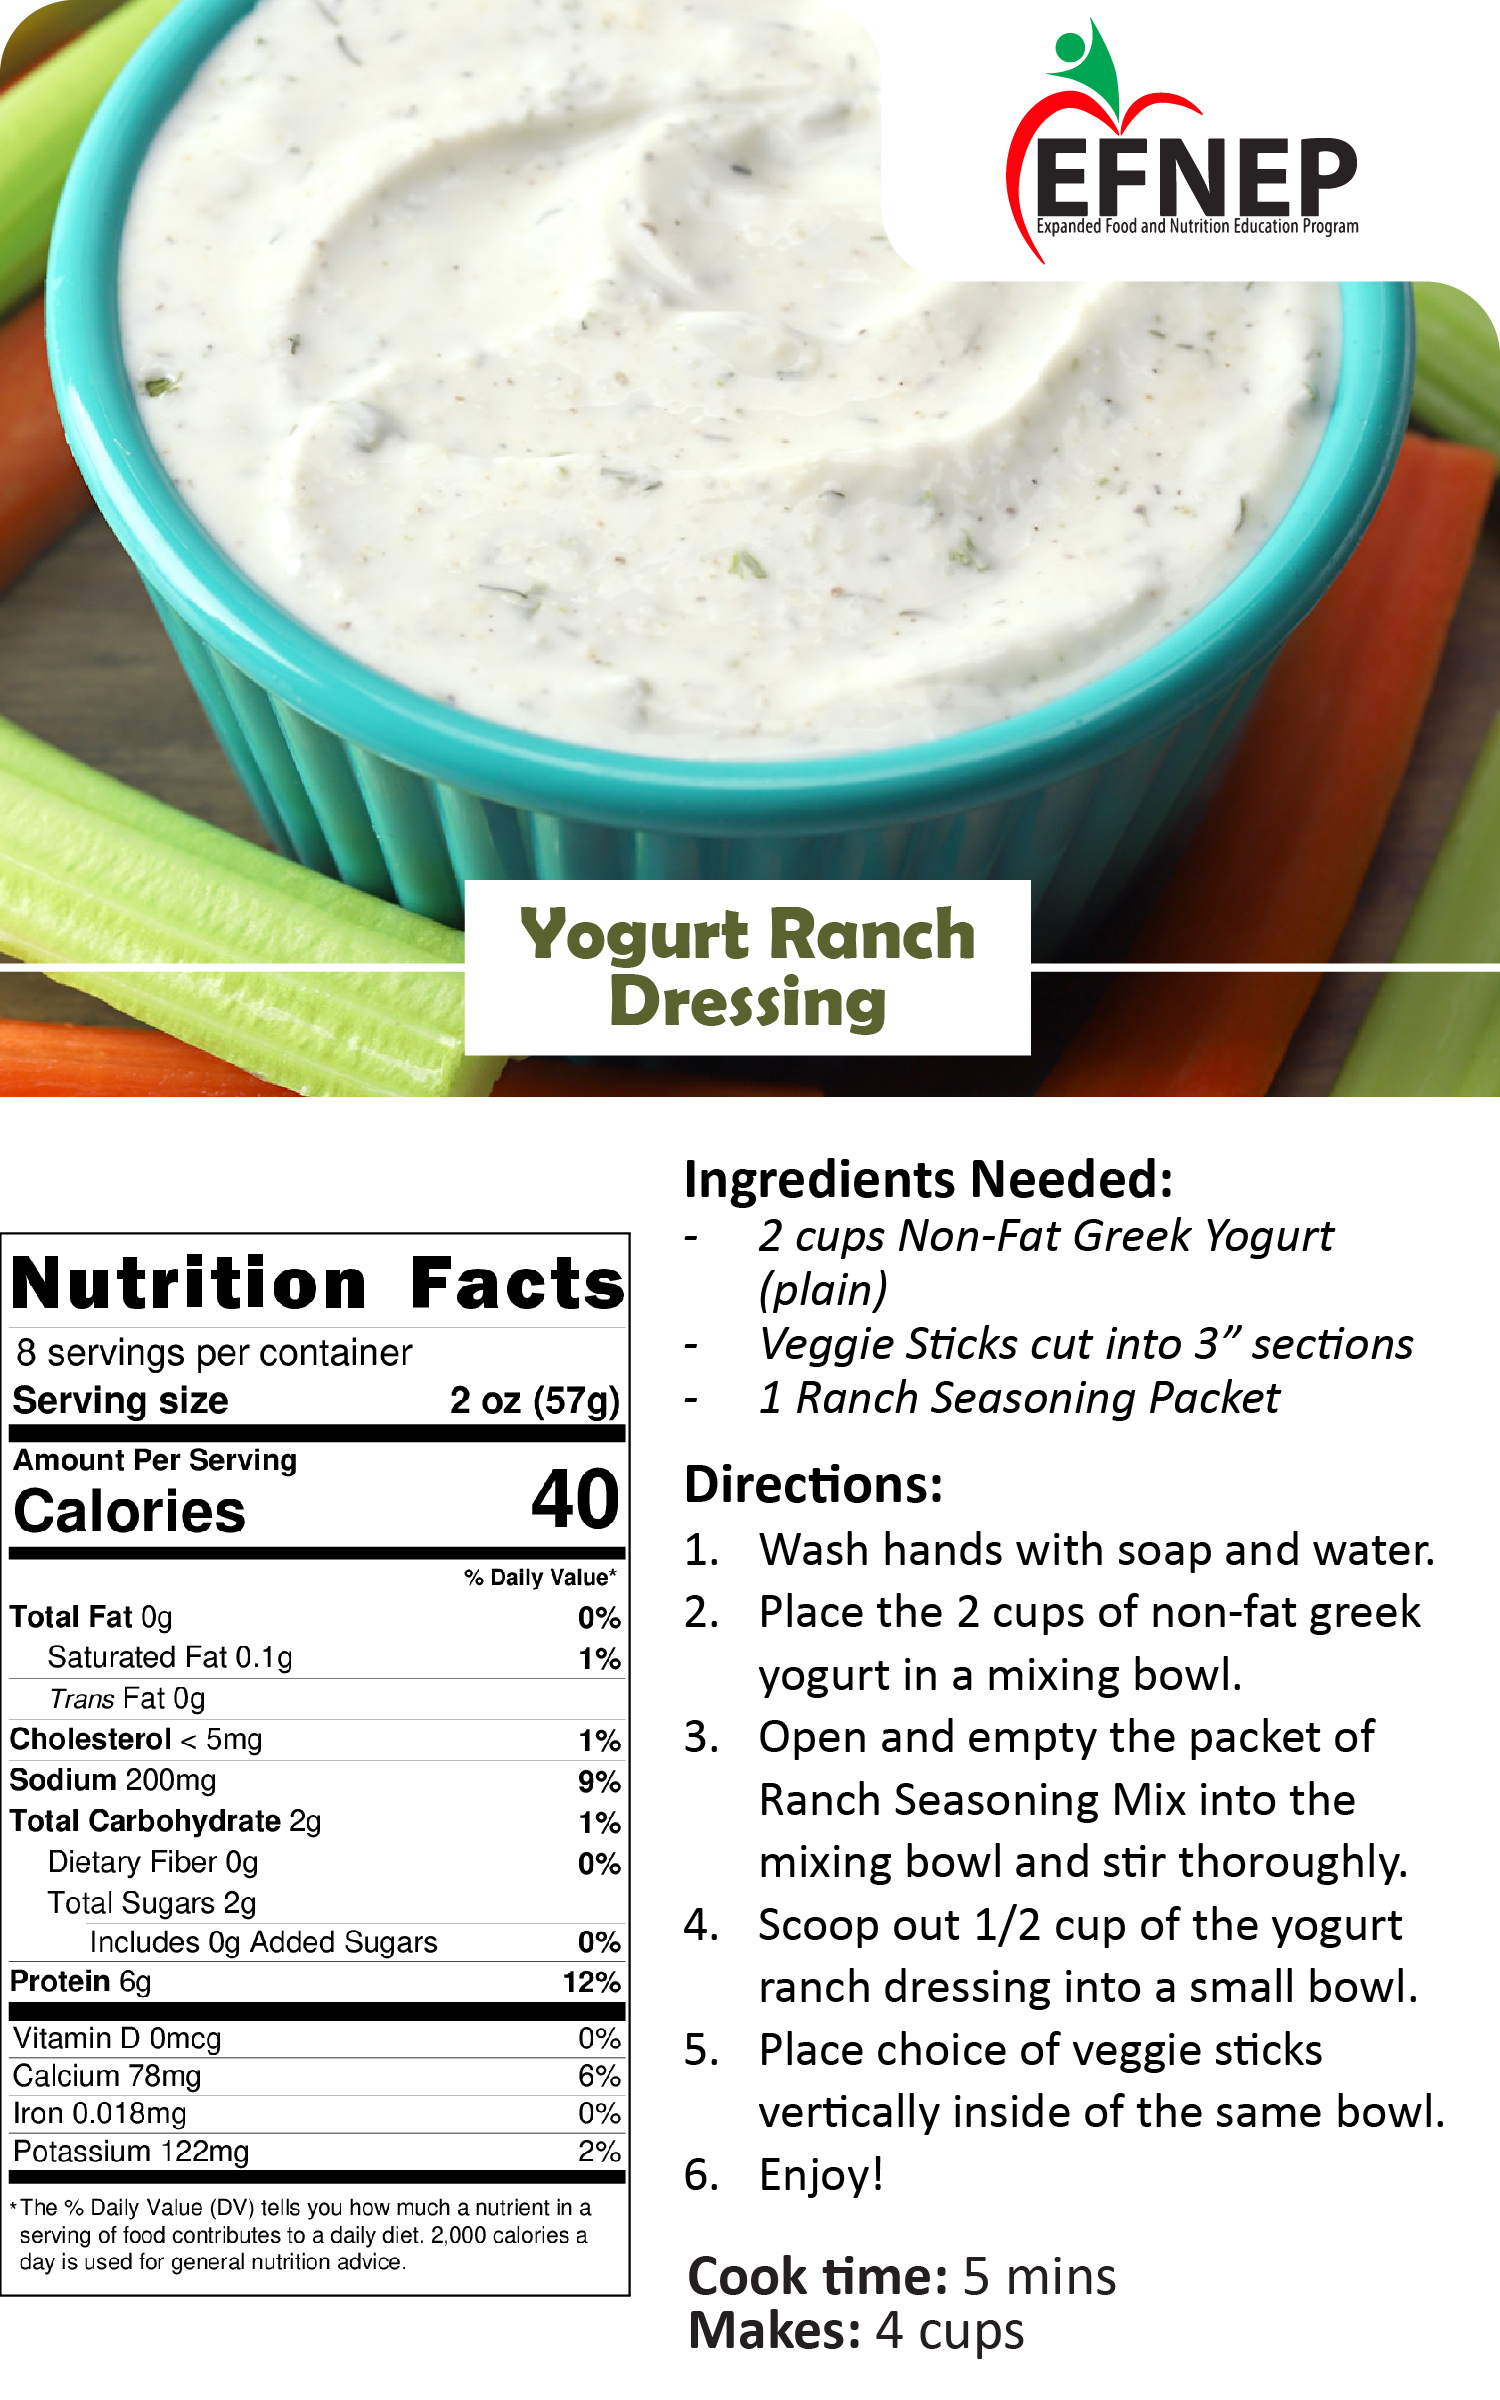 EFNEP
Expanded Food and Nutrition Education Program
Yogurt Ranch
Dressing
Nutrition Facts
8 servings per container
Serving size 2 oz (57g)
Amount Per Serving
Calories 40
% Daily Value*
Total Fat 0g 0%
Saturated Fat 0.1g 1%
Trans Fat 0g
Cholesterol < 5mg 1%
Sodium 200mg 9%
Total Carbohydrate 2g 1%
Dietary Fiber 0g 0%
Total Sugars 2g
Includes 0g Added Sugars 0%
Protein 6g 12%
Vitamin D 0mcg 0%
Calcium 78mg 6%
Iron 0.018mg 0%
Potassium 122mg 2%
*The % Daily Value (DV) tells you how much a nutrient in a
serving of food contributes to a daily diet. 2,000 calories a
day is used for general nutrition advice.
Ingredients Needed:
- 2 cups Non-Fat Greek Yogurt
(plain)
- Veggie Sticks cut into 3” sections
- 1 Ranch Seasoning Packet
Directions:
1. Wash hands with soap and water.
2. Place the 2 cups of non-fat greek
yogurt in a mixing bowl.
3. Open and empty the packet of
Ranch Seasoning Mix into the
mixing bowl and stir thoroughly.
4. Scoop out 1/2 cup of the yogurt
ranch dressing into a small bowl.
5. Place choice of veggie sticks
vertically inside of the same bowl.
6. Enjoy!
Cook time: 5 mins
Makes: 4 cups